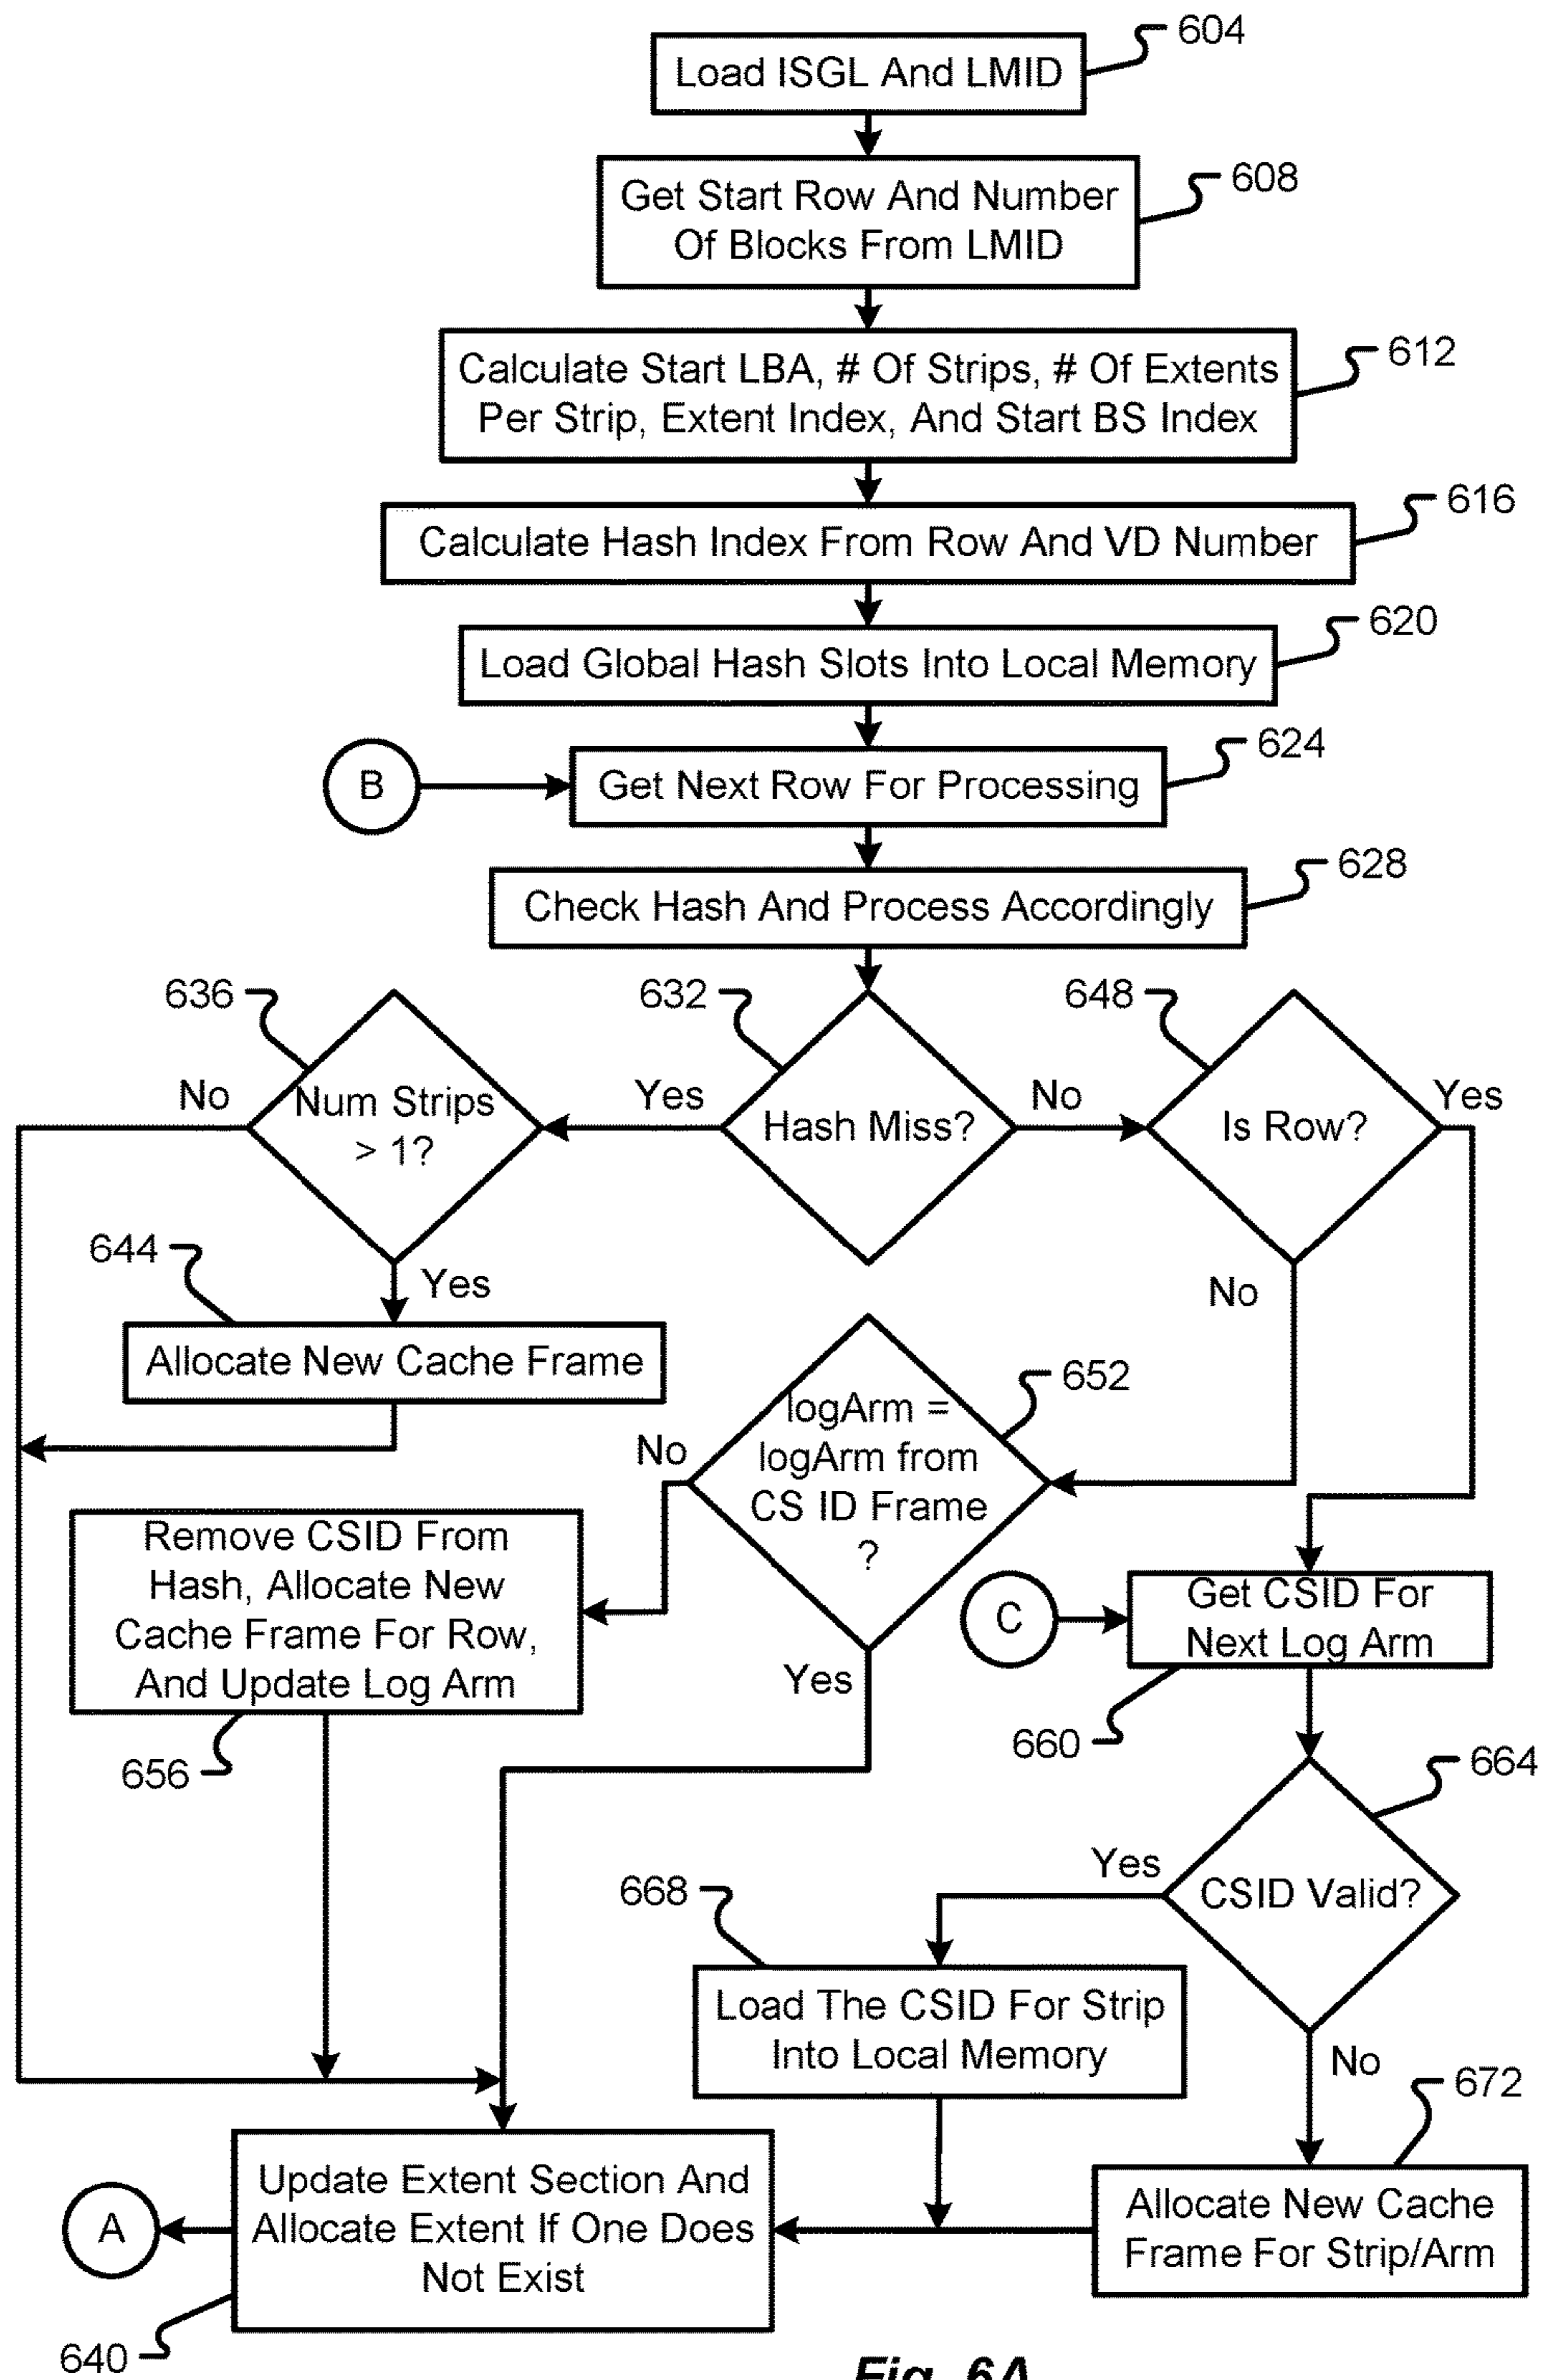 604
Load ISGL And LMID
608
Get Start Row And Number
Of Blocks From LMID
612
Calculate Start LBA, # Of Strips, # Of Extents
Per Strip, Extent Index, And Start BS Index
616
Calculate Hash Index From Row And VD Number
620
Load Global Hash Slots Into Local Memory
624
B
Get Next Row For Processing
628
Check Hash And Process Accordingly
636
632
648
No
Num Strips
> 1?
Yes
Hash Miss?
No
Is Row?
Yes
644
Yes
No
Allocate New Cache Frame
652
logArm =
logArm from
CS ID Frame
?
No
Remove CSID From
Hash, Allocate New
Cache Frame For Row,
And Update Log Arm
C
Get CSID For
Next Log Arm
Yes
660
656
664
Yes
CSID Valid?
668
Load The CSID For Strip
Into Local Memory
No
672
A
Update Extent Section And
Allocate Extent If One Does
Not Exist
Allocate New Cache
Frame For Strip/Arm
640
Fig. 6A